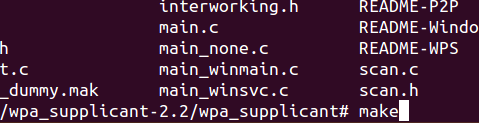 interworking.h README-P2P
main.c README-Windo
h main_none.c README-WPS
t.c main_winmain.c scan.c
_dummy.mak main_winsvc.c scan.h
/wpa_supplicant-2.2/wpa_supplicant# make